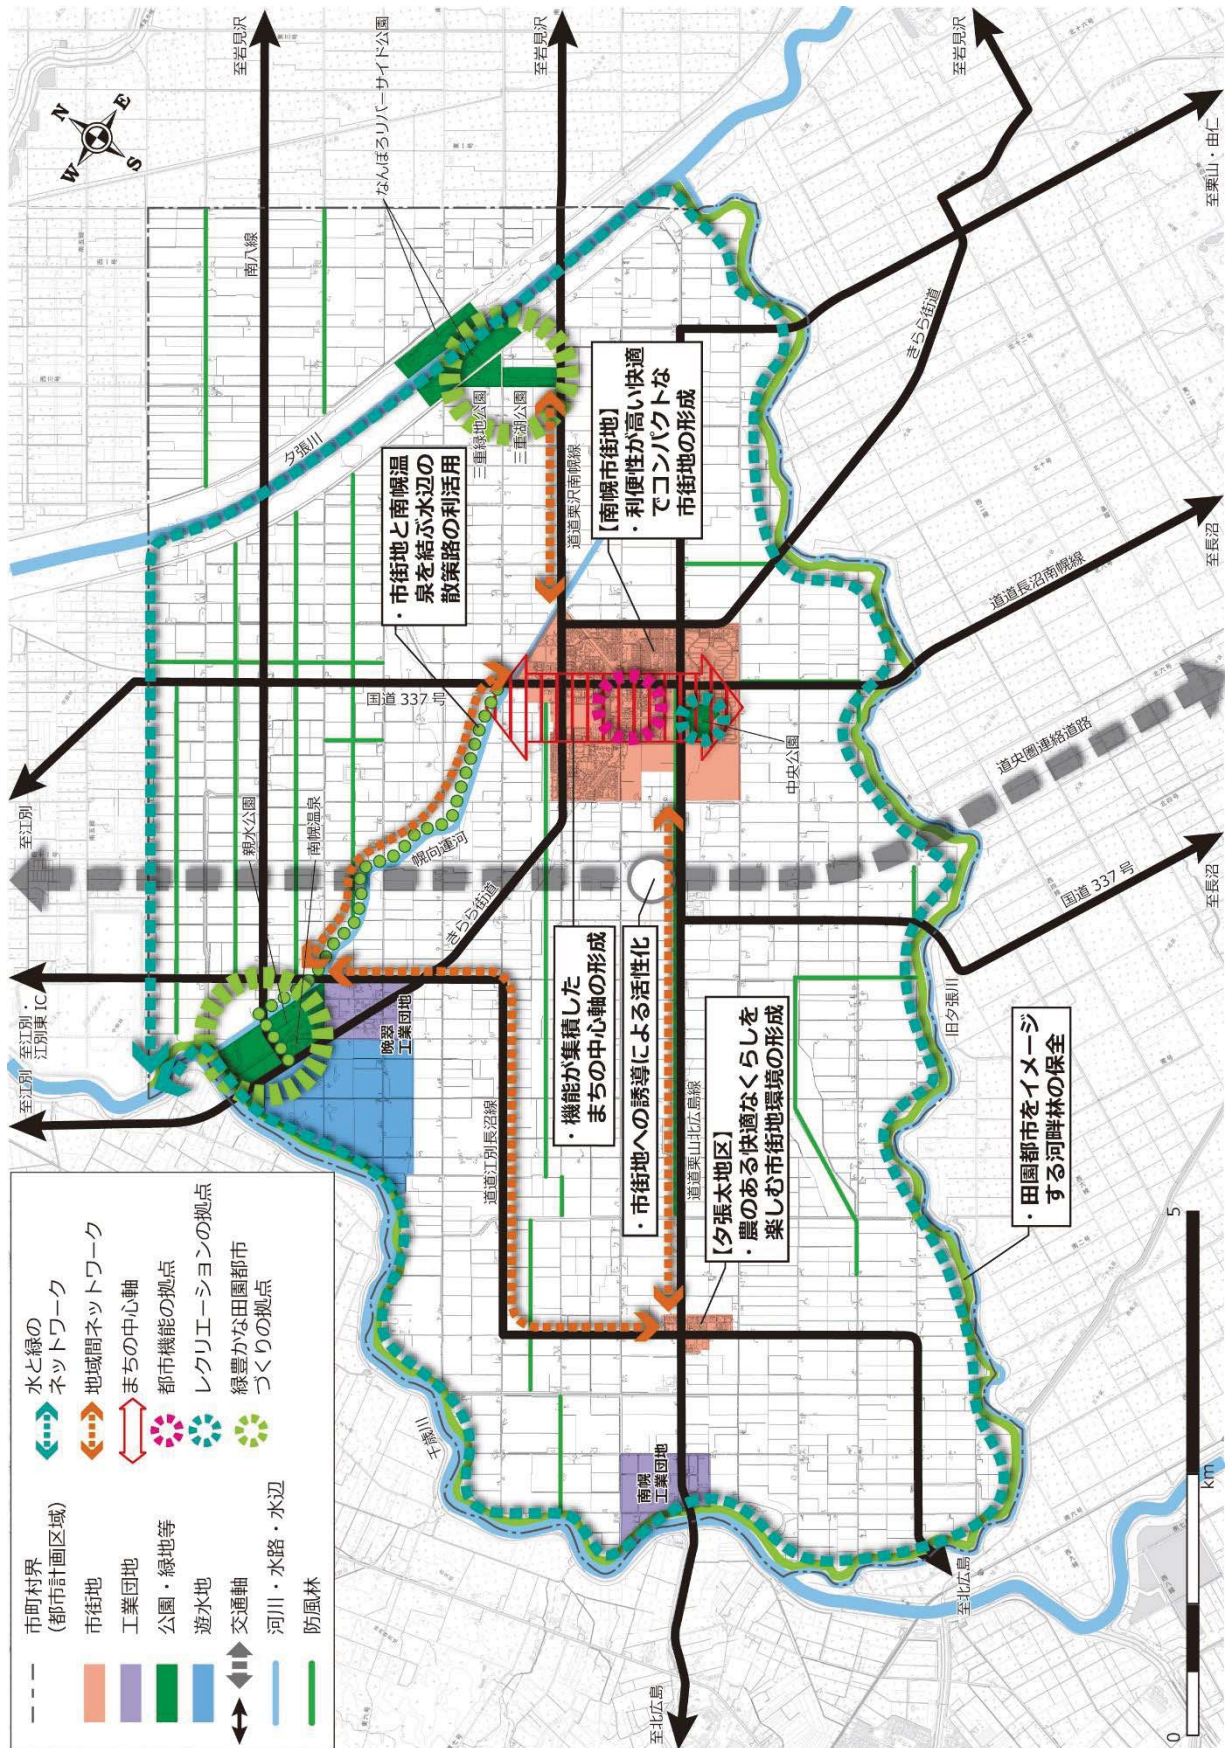 市町村界
(都市計画区域)
市街地
工業団地
公園・緑地等
遊水地
交通軸
河川・水路・水辺
防風林
水と緑の
ネットワーク
地域間ネットワーク
まちの中心軸
都市機能の拠点
レクリエーションの拠点
緑豊かな田園都市
づくりの拠点
N
E
S
W
至江別
至江別・
江別東IC
至江別
至岩見沢
至岩見沢
至岩見沢
至栗山・由仁
至長沼
至長沼
至北広島
至北広島
南八線
夕張川
なんぽろリバーサイド公園
三重緑地公園
三重湖公園
道道栗沢南幌線
国道337号
親水公園
南幌温泉
幌向運河
きらら街道
きらら街道
晩翠
工業団地
道道江別長沼線
千歳川
南幌
工業団地
中央公園
道道栗山北広島線
道道長沼南幌線
道央圏連絡道路
国道337号
旧夕張川
・市街地と南幌温
泉を結ぶ水辺の
散策路の利活用
【南幌市街地】
・利便性が高い快適
でコンパクトな
市街地の形成
・機能が集積した
まちの中心軸の形成
・市街地への誘導による活性化
【夕張太地区】
・農のある快適なくらしを
楽しむ市街地環境の形成
・田園都市をイメージ
する河畔林の保全
0
5
km